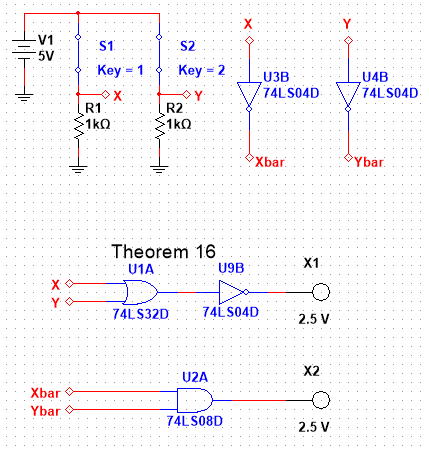 V1
5V
S1
Key = 1
S2
Key = 2
X
Y
R1
1kΩ
R2
1kΩ
X
Y
U3B
74LS04D
U4B
74LS04D
Xbar
Ybar
Theorem 16
U1A
U9B
X1
X
Y
74LS32D
74LS04D
2.5 V
U2A
X2
Xbar
Ybar
74LS08D
2.5 V